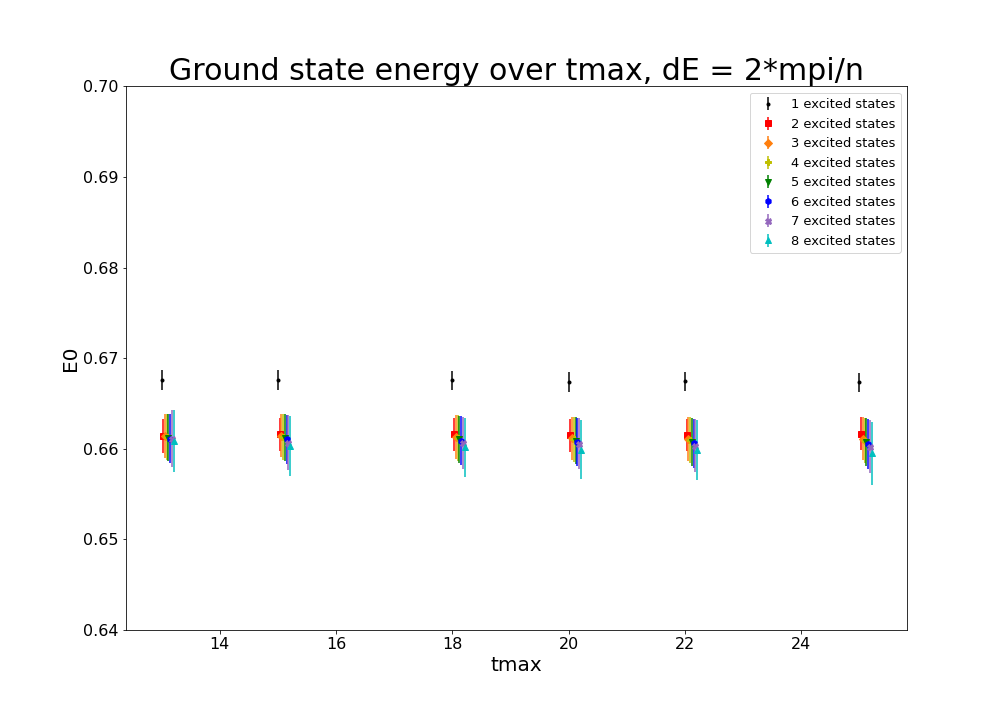 Ground state energy over tmax, dE = 2*mpi/n
0.70
0.69
0.68
0.67
0.66
0.65
0.64
E0
1 excited states
2 excited states
3 excited states
4 excited states
5 excited states
6 excited states
7 excited states
8 excited states
14 16 18 20 22 24
tmax